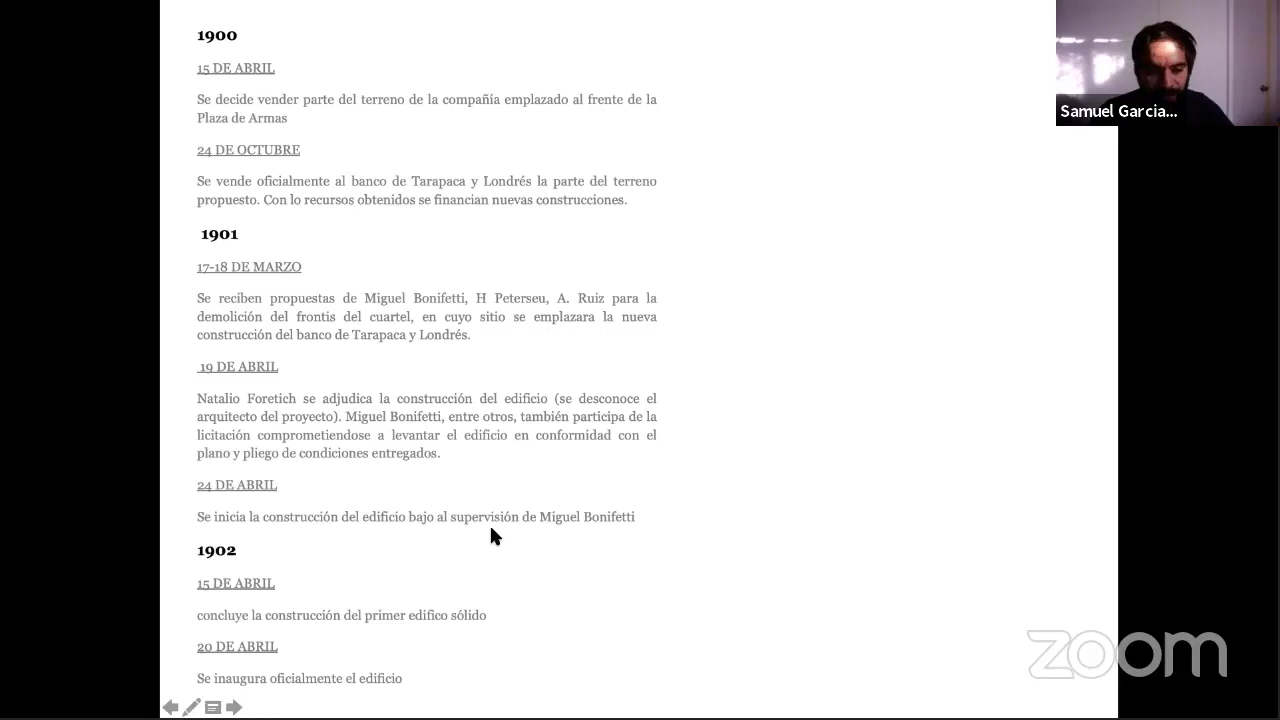 1900
15 DE ABRIL
Se decide vender parte del terreno de la compañía emplazado al frente de la
Plaza de Armas
24 DE OCTUBRE
Se vende oficialmente al banco de Tarapaca y Londrés la parte del terreno
propuesto. Con lo recursos obtenidos se financian nuevas construcciones.
1901
17-18 DE MARZO
Se reciben propuestas de Miguel Bonifetti, H Peterseu, A. Ruiz para la
demolición del frontis del cuartel, en cuyo sitio se emplazara la nueva
construcción del banco de Tarapaca y Londrés.
19 DE ABRIL
Natalio Foretich se adjudica la construcción del edificio (se desconoce el
arquitecto del proyecto). Miguel Bonifetti, entre otros, también participa de la
licitación comprometiendose a levantar el edificio en conformidad con el
plano y pliego de condiciones entregados.
24 DE ABRIL
Se inicia la construcción del edificio bajo al supervisión de Miguel Bonifetti
1902
15 DE ABRIL
concluye la construcción del primer edifico sólido
20 DE ABRIL
Se inaugura oficialmente el edificio
Samuel Garcia...
zoom